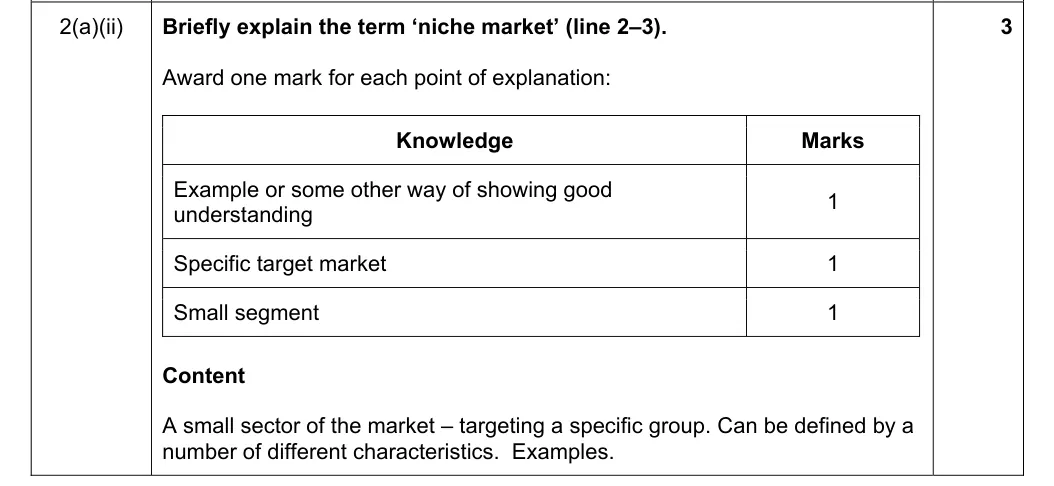 2(a)(ii) Briefly explain the term ‘niche market’ (line 2–3). 3
Award one mark for each point of explanation:
Knowledge Marks
Example or some other way of showing good
understanding 1
Specific target market 1
Small segment 1
Content
A small sector of the market – targeting a specific group. Can be defined by a
number of different characteristics.  Examples.